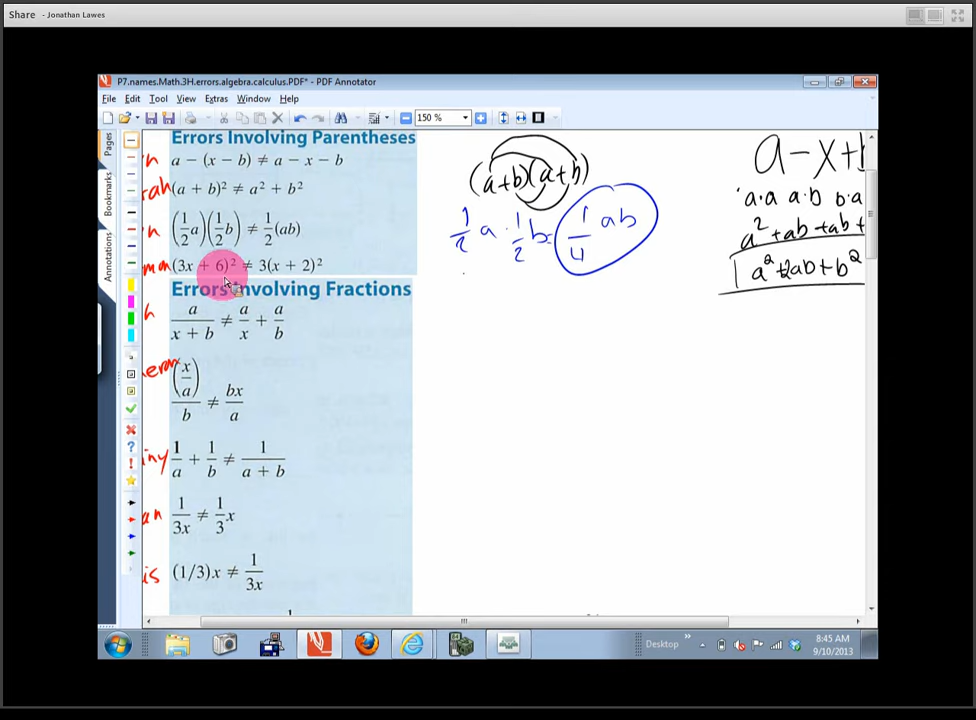 Share - Jonathan Lawes
P7.names.Math.3H.errors.algebra.calculus.PDF* - PDF Annotator
File Edit Tool View Extras Window Help
150 %
Pages
Bookmarks
Annotations
Errors Involving Parentheses
a − (x − b) ≠ a − x − b
(a + b)² ≠ a² + b²
(1/2 a)(1/2 b) ≠ 1/2 (ab)
(3x + 6)² ≠ 3(x + 2)²
Errors Involving Fractions
a/(x + b) ≠ a/x + a/b
(x/a)/b ≠ bx/a
1/a + 1/b ≠ 1/(a + b)
1/3x ≠ 1/3 x
(1/3)x ≠ 1/3x
(a+b)(a+b)
1/2 a · 1/2 b = 1/4 ab
a − x + b
a·a a·b b·a
a² + ab + ab +
a² + 2ab + b²
Desktop
8:45 AM
9/10/2013